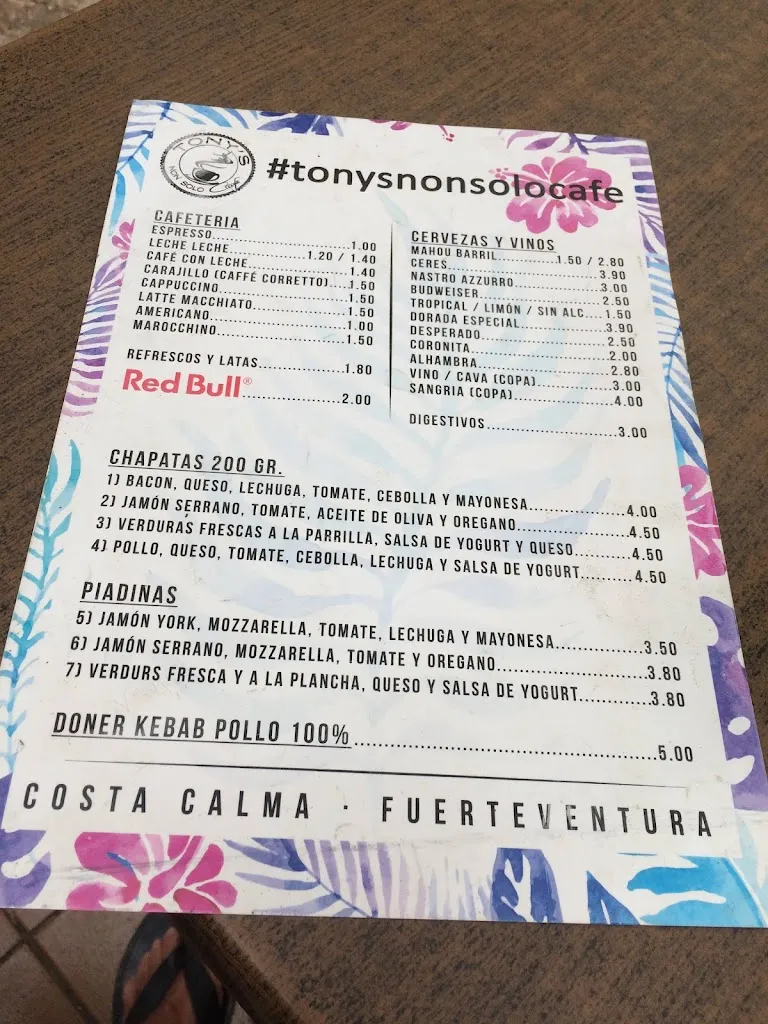 TONY'S
NON SOLO Cafe
#tonysnonsolocafe
CAFETERIA
ESPRESSO...1.00
LECHE LECHE...1.20 / 1.40
CAFÉ CON LECHE...1.40
CARAJILLO (CAFFÉ CORRETTO)...1.50
CAPPUCCINO...1.50
LATTE MACCHIATO...1.50
AMERICANO...1.00
MAROCCHINO...1.50
REFRESCOS Y LATAS...1.80
Red Bull®...2.00
CERVEZAS Y VINOS
MAHOU BARRIL...1.50 / 2.80
CERES...3.90
NASTRO AZZURRO...3.00
BUDWEISER...2.50
TROPICAL / LIMÓN / SIN ALC...1.50
DORADA ESPECIAL...3.90
DESPERADO...2.50
CORONITA...2.00
ALHAMBRA...2.80
VINO / CAVA (COPA)...3.00
SANGRIA (COPA)...4.00
DIGESTIVOS...3.00
CHAPATAS 200 GR.
1) BACON, QUESO, LECHUGA, TOMATE, CEBOLLA Y MAYONESA...4.00
2) JAMÓN SERRANO, TOMATE, ACEITE DE OLIVA Y OREGANO...4.50
3) VERDURAS FRESCAS A LA PARRILLA, SALSA DE YOGURT Y QUESO...4.50
4) POLLO, QUESO, TOMATE, CEBOLLA, LECHUGA Y SALSA DE YOGURT...4.50
PIADINAS
5) JAMÓN YORK, MOZZARELLA, TOMATE, LECHUGA Y MAYONESA...3.50
6) JAMÓN SERRANO, MOZZARELLA, TOMATE Y OREGANO...3.80
7) VERDURS FRESCA Y A LA PLANCHA, QUESO Y SALSA DE YOGURT...3.80
DONER KEBAB POLLO 100%...5.00
COSTA CALMA · FUERTEVENTURA